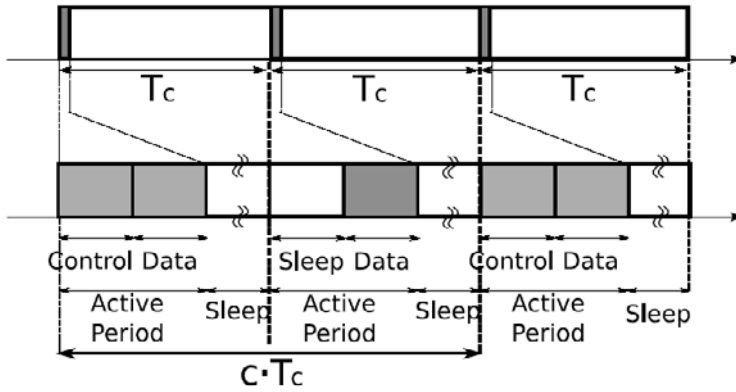 Tc Tc Tc
Control Data Sleep Data Control Data
Active Period Sleep Active Period Sleep Active Period Sleep
c·Tc